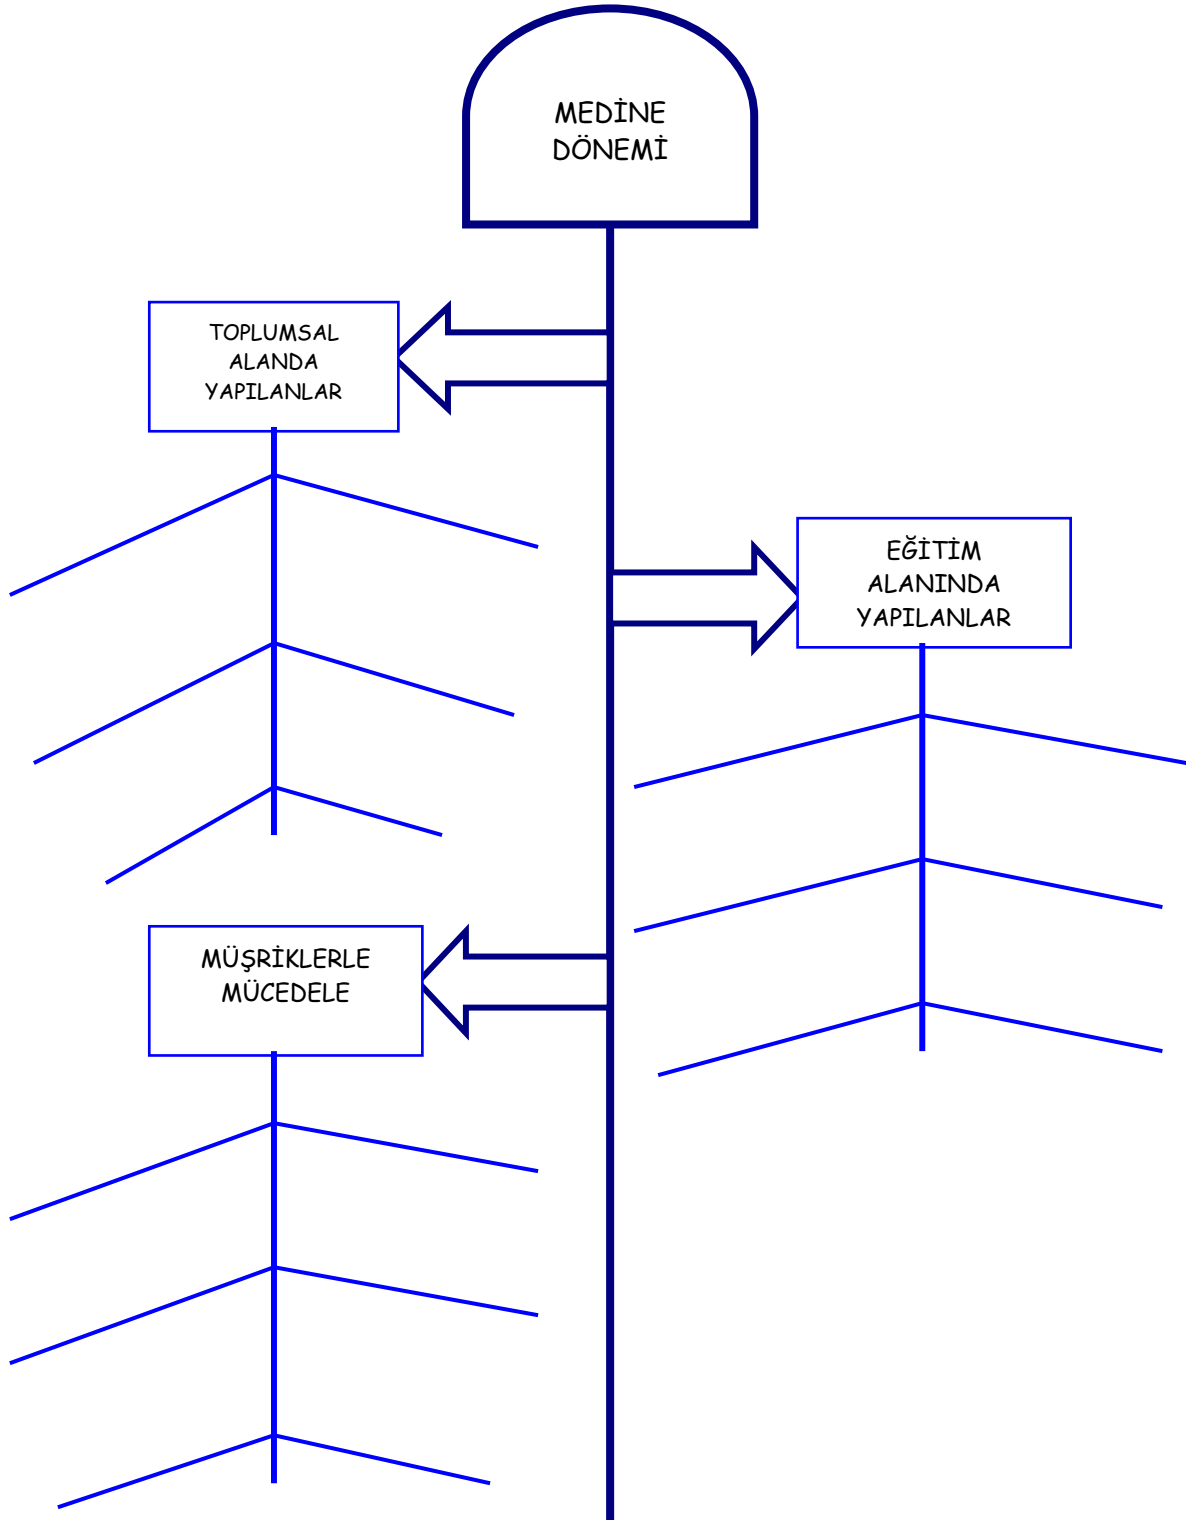 MEDİNE
DÖNEMİ
TOPLUMSAL
ALANDA
YAPILANLAR
EĞİTİM
ALANINDA
YAPILANLAR
MÜŞRİKLERLE
MÜCEDELE